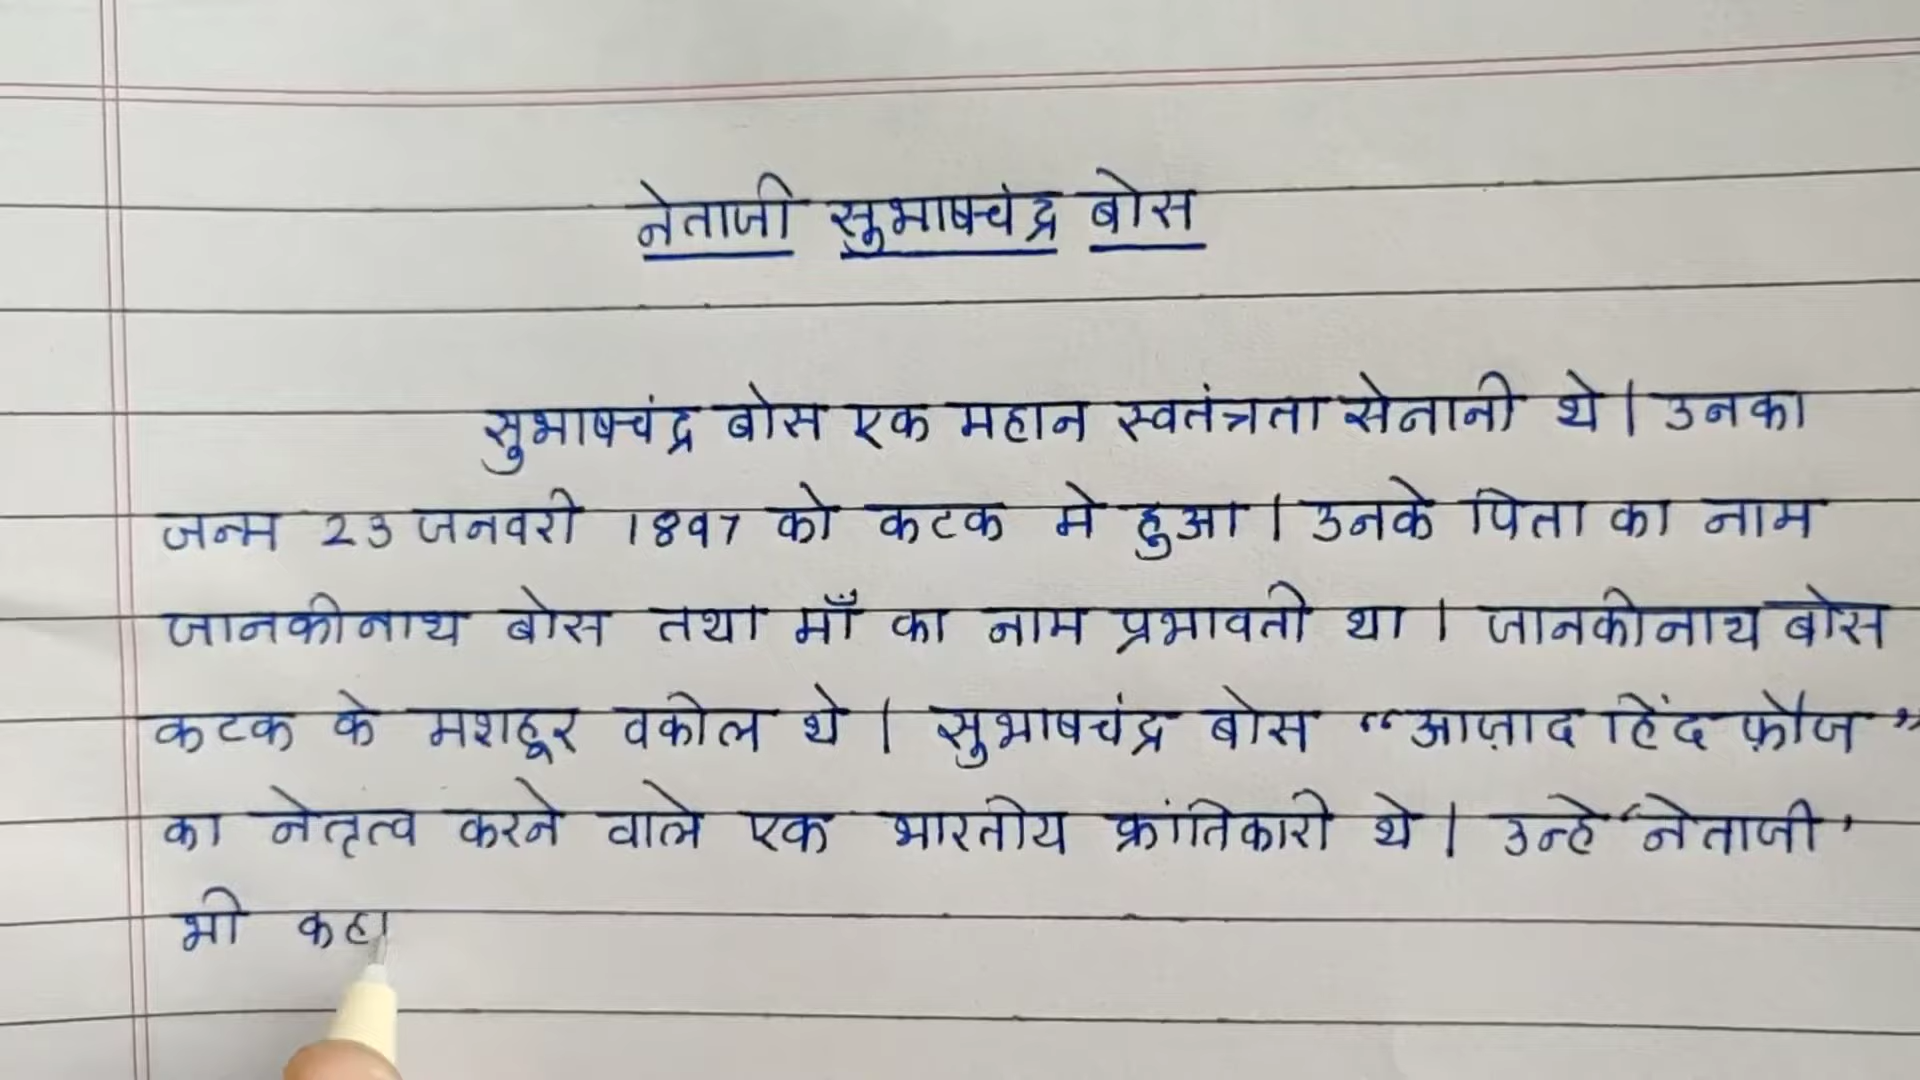 नेताजी सुभाषचंद्र बोस
सुभाषचंद्र बोस एक महान स्वतंत्रता सेनानी थे । उनका
जन्म 23 जनवरी 1897 को कटक मे हुआ । उनके पिता का नाम
जानकीनाथ बोस तथा माँ का नाम प्रभावती था । जानकीनाथ बोस
कटक के मशहूर वकील थे । सुभाषचंद्र बोस “आज़ाद हिंद फ़ौज”
का नेतृत्व करने वाले एक भारतीय क्रांतिकारी थे । उन्हे ‘नेताजी’
भी कहा